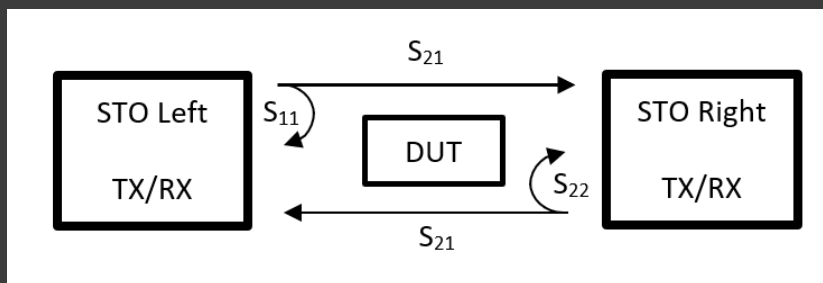 S₂₁
STO Left
TX/RX
S₁₁
DUT
S₂₂
STO Right
TX/RX
S₂₁